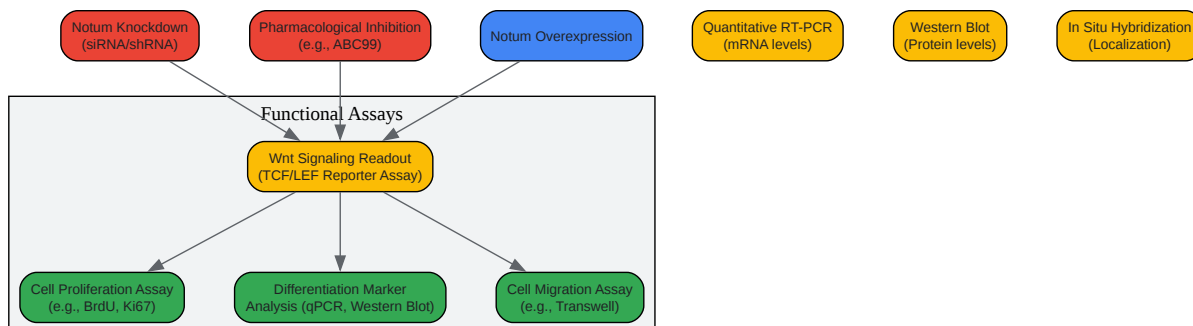 Notum Knockdown
(siRNA/shRNA)
Pharmacological Inhibition
(e.g., ABC99)
Notum Overexpression
Quantitative RT-PCR
(mRNA levels)
Western Blot
(Protein levels)
In Situ Hybridization
(Localization)
Functional Assays
Wnt Signaling Readout
(TCF/LEF Reporter Assay)
Cell Proliferation Assay
(e.g., BrdU, Ki67)
Differentiation Marker
Analysis (qPCR, Western Blot)
Cell Migration Assay
(e.g., Transwell)